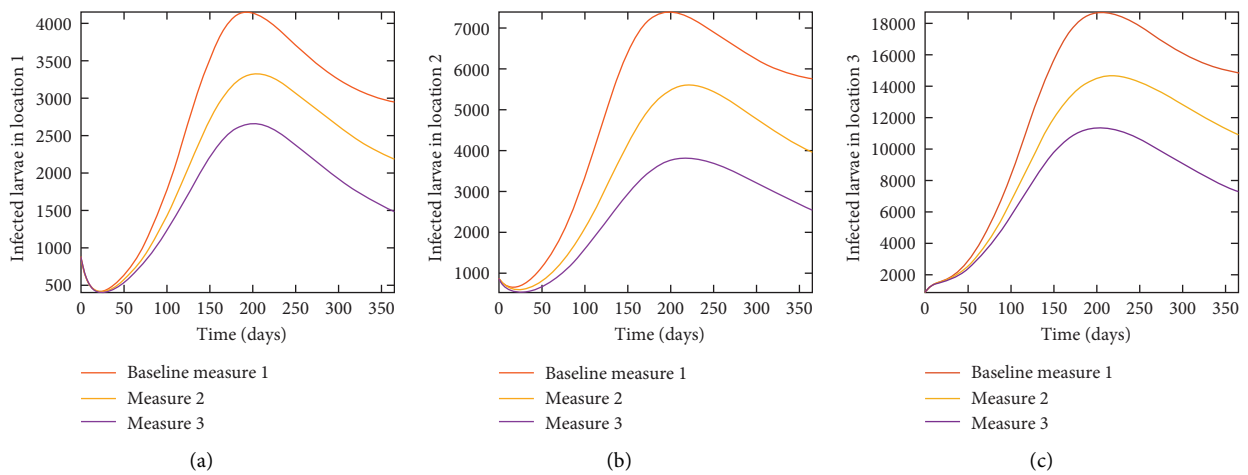 Infected larvae in location 1
4000
3500
3000
2500
2000
1500
1000
500
0 50 100 150 200 250 300 350
Time (days)
Baseline measure 1
Measure 2
Measure 3
(a)
Infected larvae in location 2
7000
6000
5000
4000
3000
2000
1000
0 50 100 150 200 250 300 350
Time (days)
Baseline measure 1
Measure 2
Measure 3
(b)
Infected larvae in location 3
18000
16000
14000
12000
10000
8000
6000
4000
2000
0 50 100 150 200 250 300 350
Time (days)
Baseline measure 1
Measure 2
Measure 3
(c)